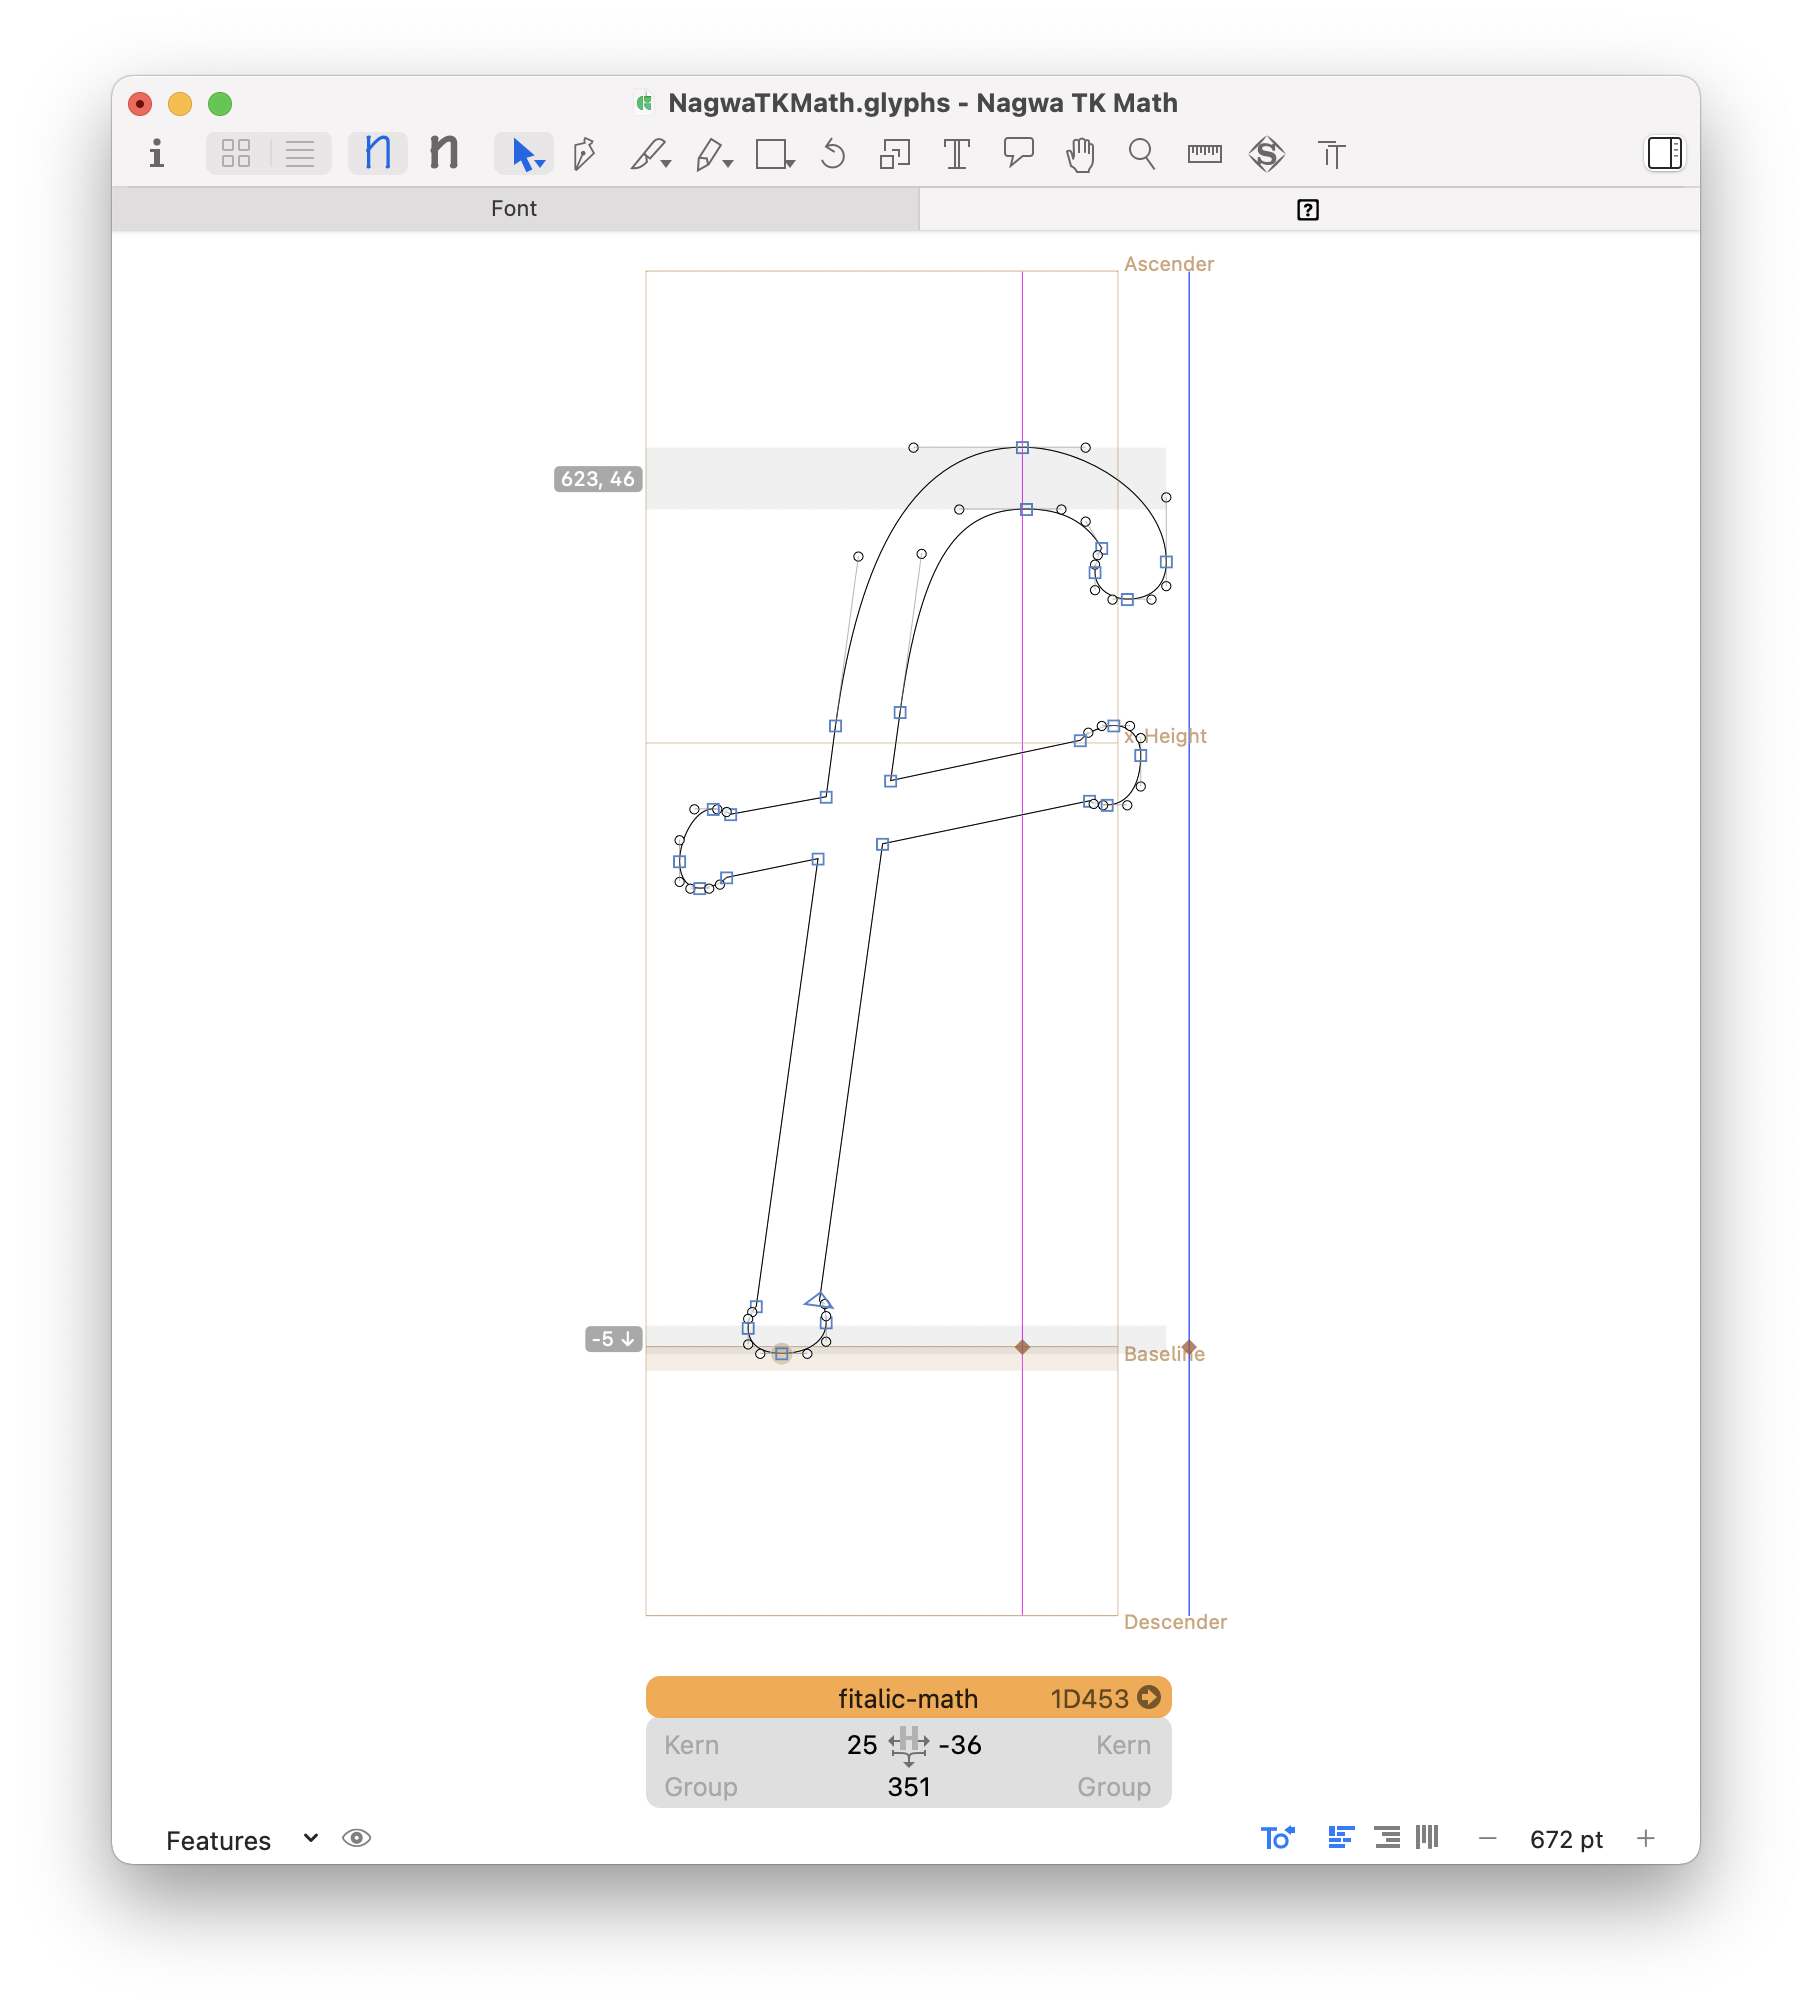 NagwaTKMath.glyphs - Nagwa TK Math
Font
Ascender
623, 46
x-Height
-5 ↓
Baseline
Descender
fitalic-math 1D453
Kern 25 -36 Kern
Group 351 Group
Features 672 pt